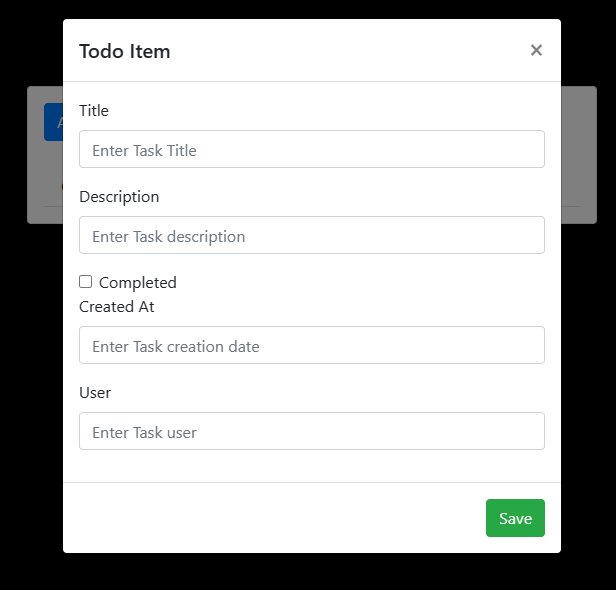 Todo Item ×
Title
Enter Task Title
Description
Enter Task description
Completed
Created At
Enter Task creation date
User
Enter Task user
Save